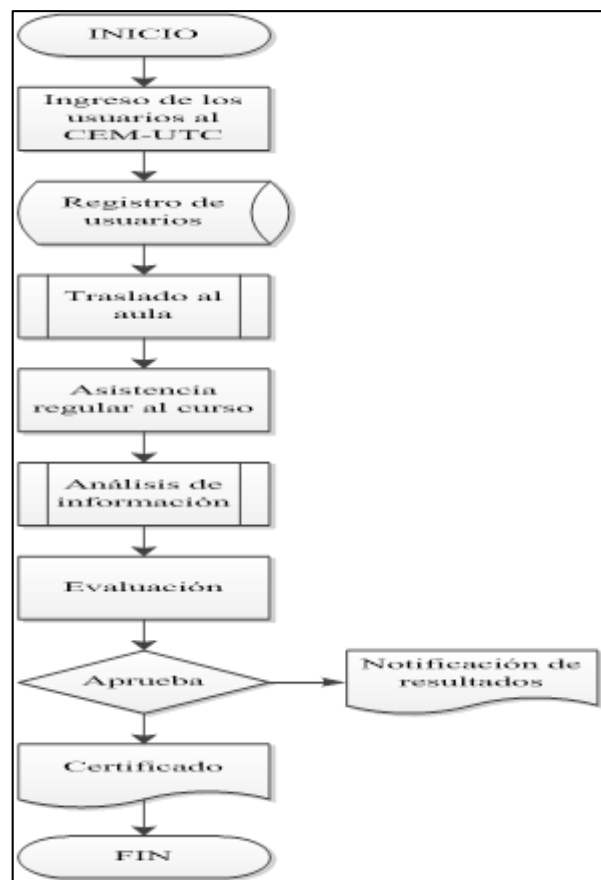 INICIO
Ingreso de los
usuarios al
CEM-UTC
Registro de
usuarios
Traslado al
aula
Asistencia
regular al curso
Análisis de
información
Evaluación
Aprueba
Notificación de
resultados
Certificado
FIN